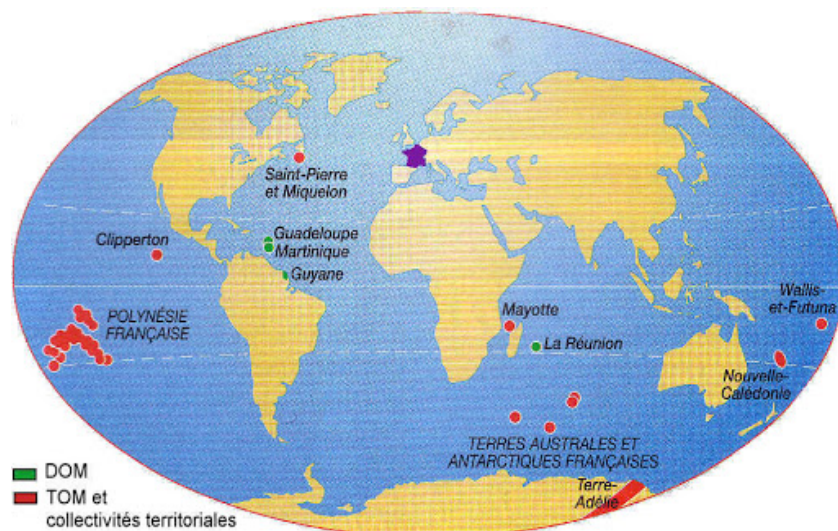 Saint-Pierre
et Miquelon
Clipperton
Guadeloupe
Martinique
Guyane
POLYNÉSIE
FRANÇAISE
Mayotte
La Réunion
Wallis-
et-Futuna
Nouvelle-
Calédonie
TERRES AUSTRALES ET
ANTARCTIQUES FRANÇAISES
Terre-
Adélie
DOM
TOM et
collectivités territoriales